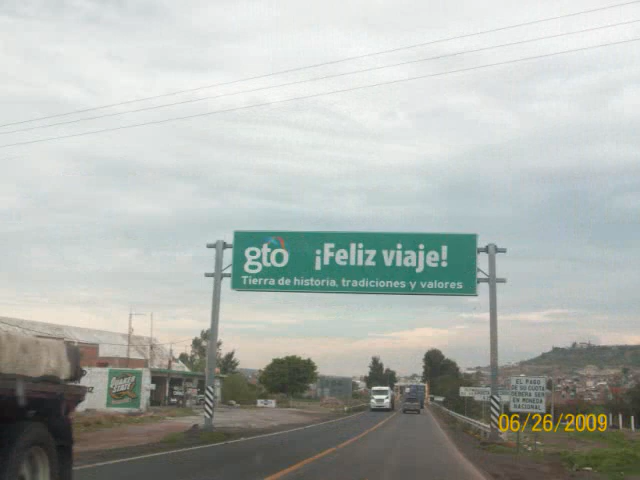 gto
¡Feliz viaje!
Tierra de historia, tradiciones y valores
EL PAGO
DE SU CUOTA
DEBERA SER
EN MONEDA
NACIONAL
06/26/2009